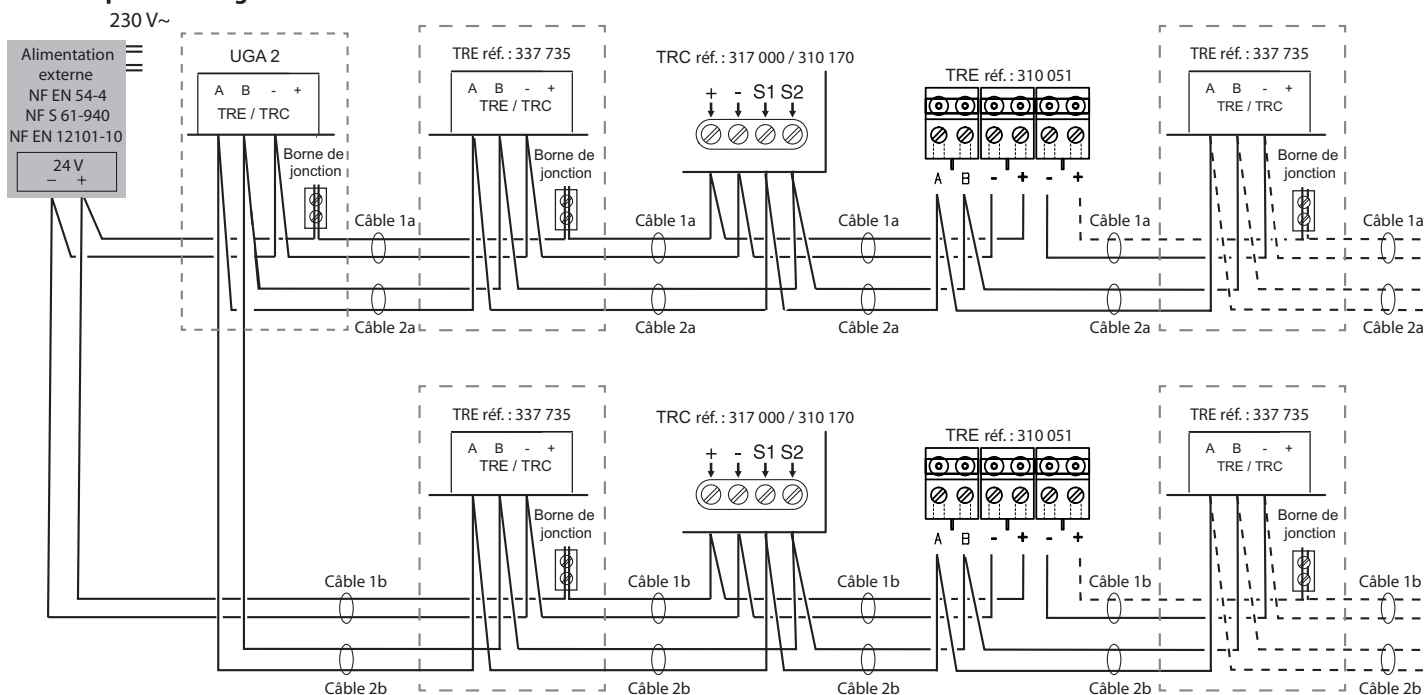 230 V~
Alimentation
externe
NF EN 54-4
NF S 61-940
NF EN 12101-10
24 V
– +
UGA 2
A B - +
TRE / TRC
Borne de
jonction
TRE réf. : 337 735
A B - +
TRE / TRC
Borne de
jonction
TRC réf. : 317 000 / 310 170
+ - S1 S2
TRE réf. : 310 051
A B - + - +
TRE réf. : 337 735
A B - +
TRE / TRC
Borne de
jonction
Câble 1a
Câble 1a
Câble 1a
Câble 1a
Câble 1a
Câble 2a
Câble 2a
Câble 2a
Câble 2a
Câble 2a
TRE réf. : 337 735
A B - +
TRE / TRC
Borne de
jonction
TRC réf. : 317 000 / 310 170
+ - S1 S2
TRE réf. : 310 051
A B - + - +
TRE réf. : 337 735
A B - +
TRE / TRC
Borne de
jonction
Câble 1b
Câble 1b
Câble 1b
Câble 1b
Câble 1b
Câble 2b
Câble 2b
Câble 2b
Câble 2b
Câble 2b